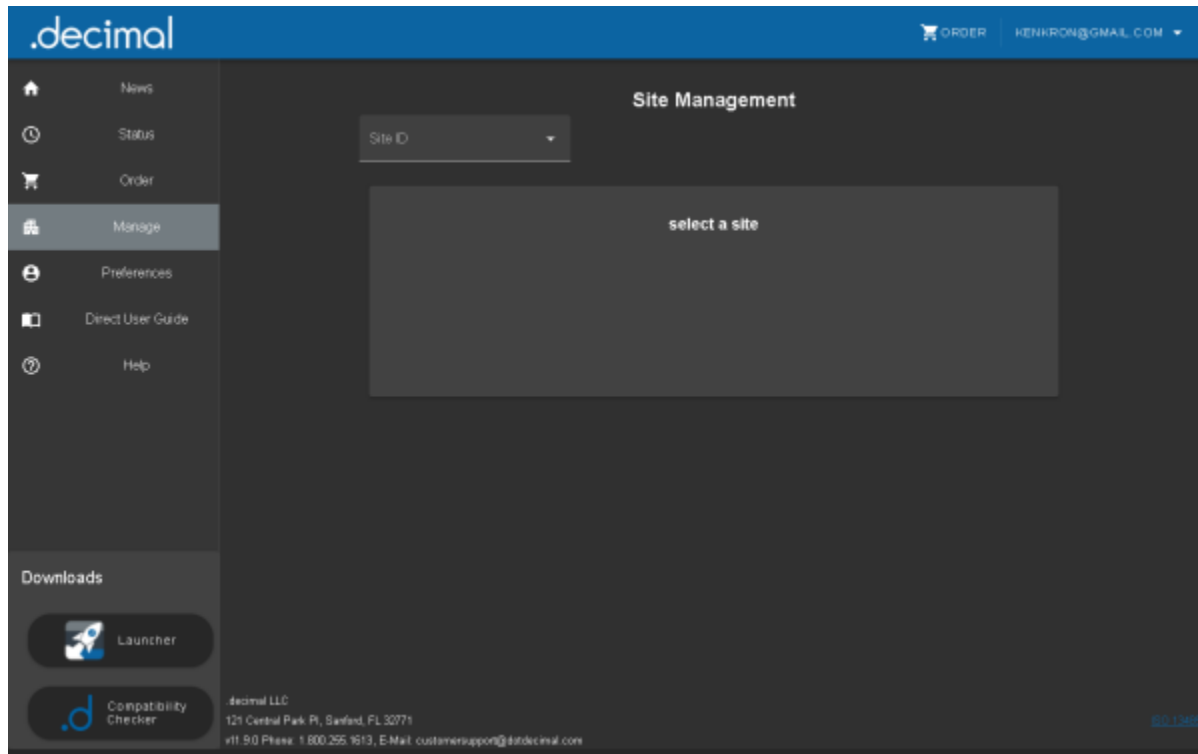 .decimal
ORDER
KENKRON@GMAIL.COM
News
Status
Order
Manage
Preferences
Direct User Guide
Help
Site Management
Site ID
select a site
Downloads
Launcher
.d
Compatibility
Checker
.decimal LLC
121 Central Park Pl, Sanford, FL 32771
v11.9.0 Phone: 1.800.255.1613, E-Mail: customersupport@dotdecimal.com
ISO